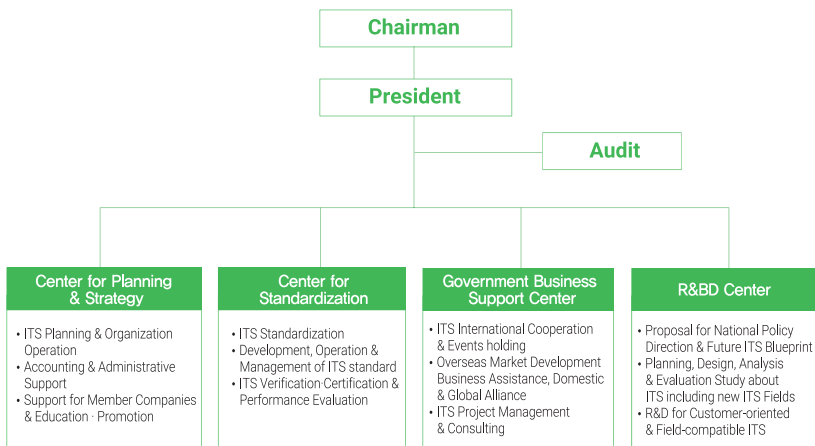 Chairman
President
Audit
Center for Planning
& Strategy
• ITS Planning & Organization
Operation
• Accounting & Administrative
Support
• Support for Member Companies
& Education · Promotion
Center for
Standardization
• ITS Standardization
• Development, Operation &
Management of ITS standard
• ITS Verification·Certification &
Performance Evaluation
Government Business
Support Center
• ITS International Cooperation
& Events holding
• Overseas Market Development
Business Assistance, Domestic
& Global Alliance
• ITS Project Management
& Consulting
R&BD Center
• Proposal for National Policy
Direction & Future ITS Blueprint
• Planning, Design, Analysis
& Evaluation Study about
ITS including new ITS Fields
• R&D for Customer-oriented
& Field-compatible ITS